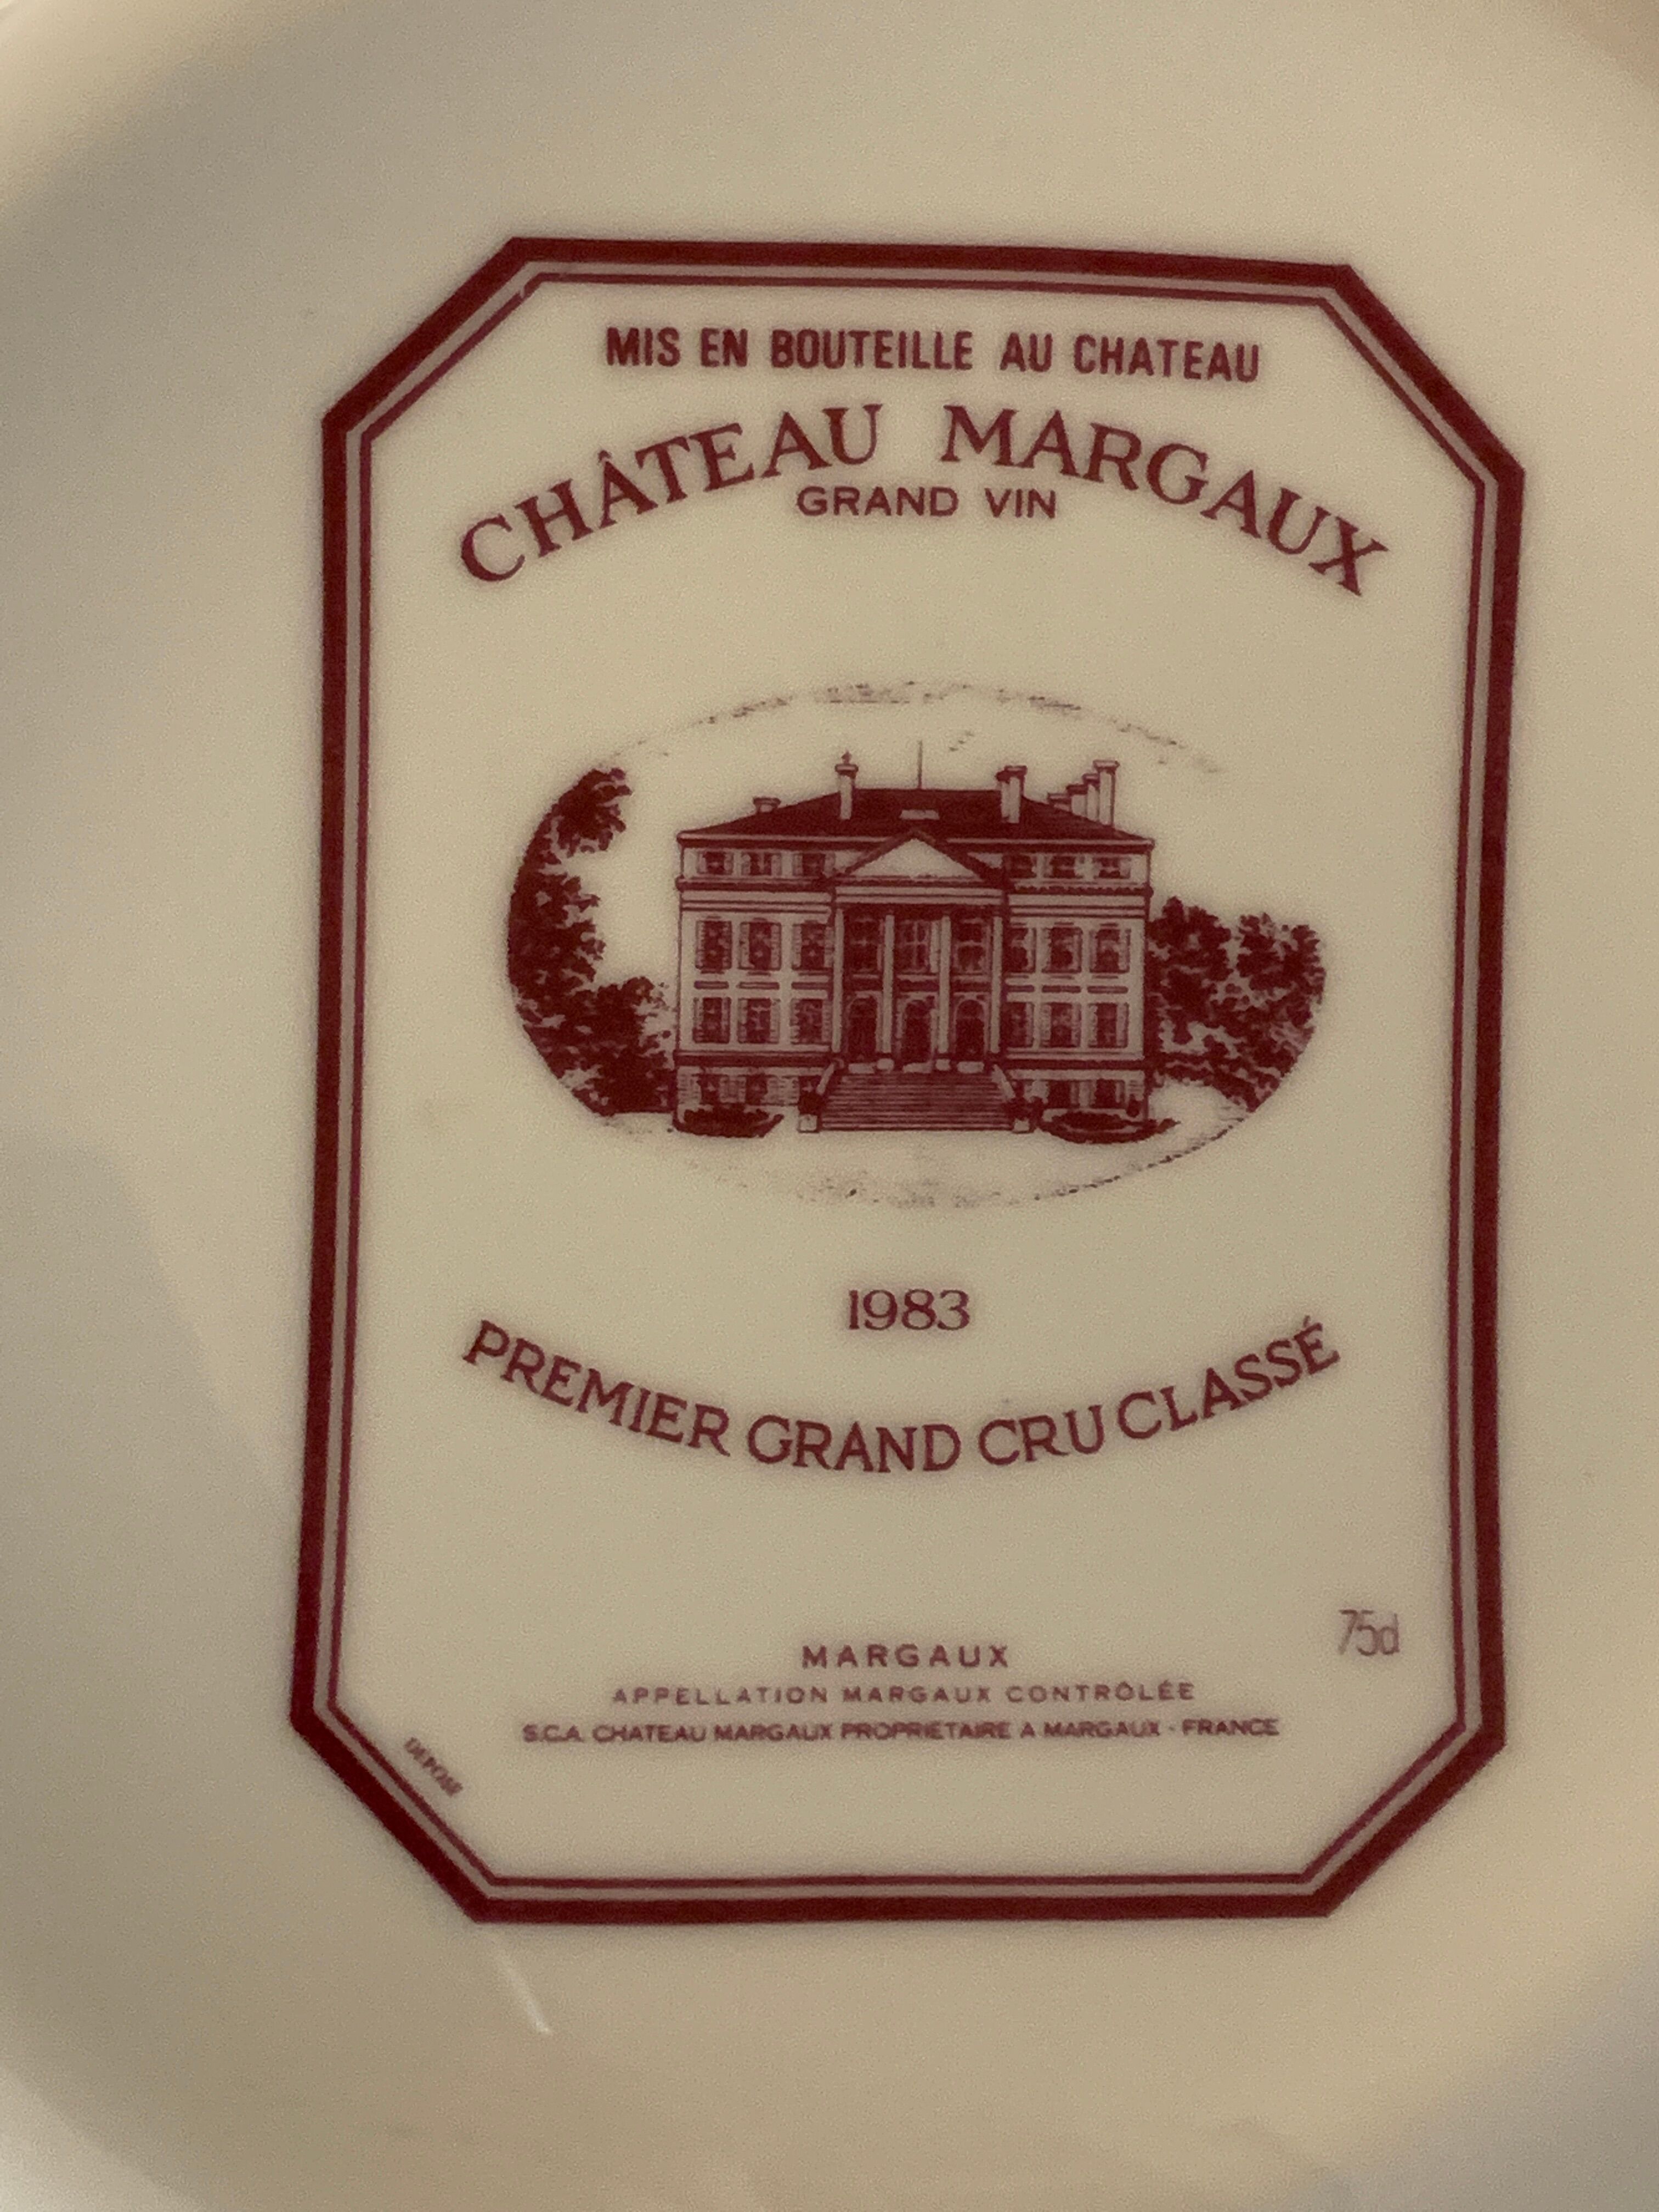 MIS EN BOUTEILLE AU CHATEAU
CHÂTEAU MARGAUX
GRAND VIN
1983
PREMIER GRAND CRU CLASSÉ
75cl
MARGAUX
APPELLATION MARGAUX CONTRÔLÉE
S.C.A. CHATEAU MARGAUX PROPRIETAIRE A MARGAUX - FRANCE